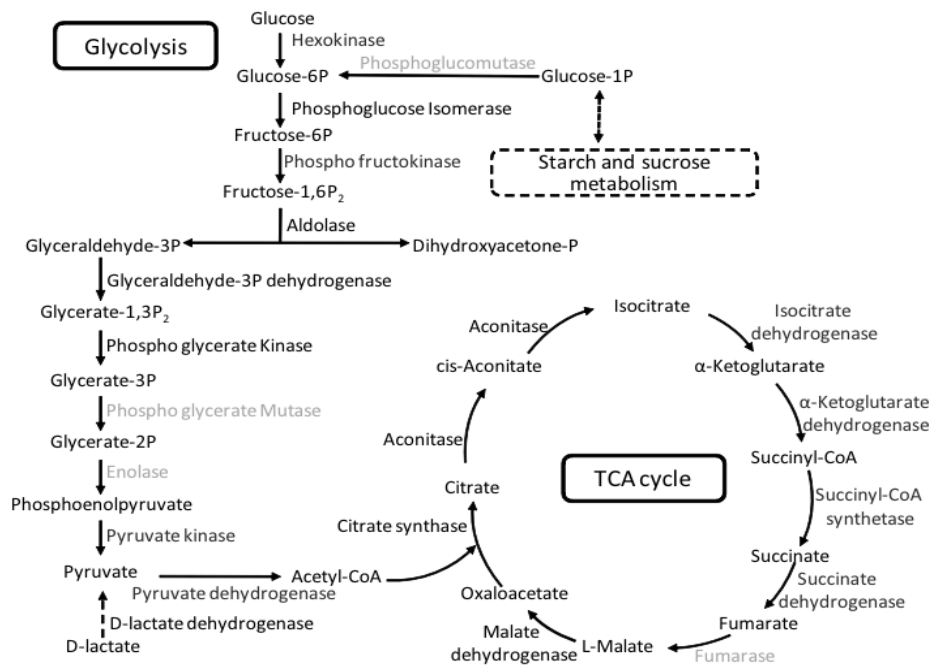 Glycolysis
Glucose
Hexokinase
Glucose-6P
Phosphoglucomutase
Glucose-1P
Phosphoglucose Isomerase
Fructose-6P
Phospho fructokinase
Starch and sucrose
metabolism
Fructose-1,6P₂
Aldolase
Glyceraldehyde-3P
Dihydroxyacetone-P
Glyceraldehyde-3P dehydrogenase
Glycerate-1,3P₂
Phospho glycerate Kinase
Glycerate-3P
Phospho glycerate Mutase
Glycerate-2P
Enolase
Phosphoenolpyruvate
Pyruvate kinase
Pyruvate
Pyruvate dehydrogenase
Acetyl-CoA
D-lactate dehydrogenase
D-lactate
TCA cycle
Citrate synthase
Citrate
Aconitase
cis-Aconitate
Aconitase
Isocitrate
Isocitrate
dehydrogenase
α-Ketoglutarate
α-Ketoglutarate
dehydrogenase
Succinyl-CoA
Succinyl-CoA
synthetase
Succinate
Succinate
dehydrogenase
Fumarate
Fumarase
L-Malate
Malate
dehydrogenase
Oxaloacetate